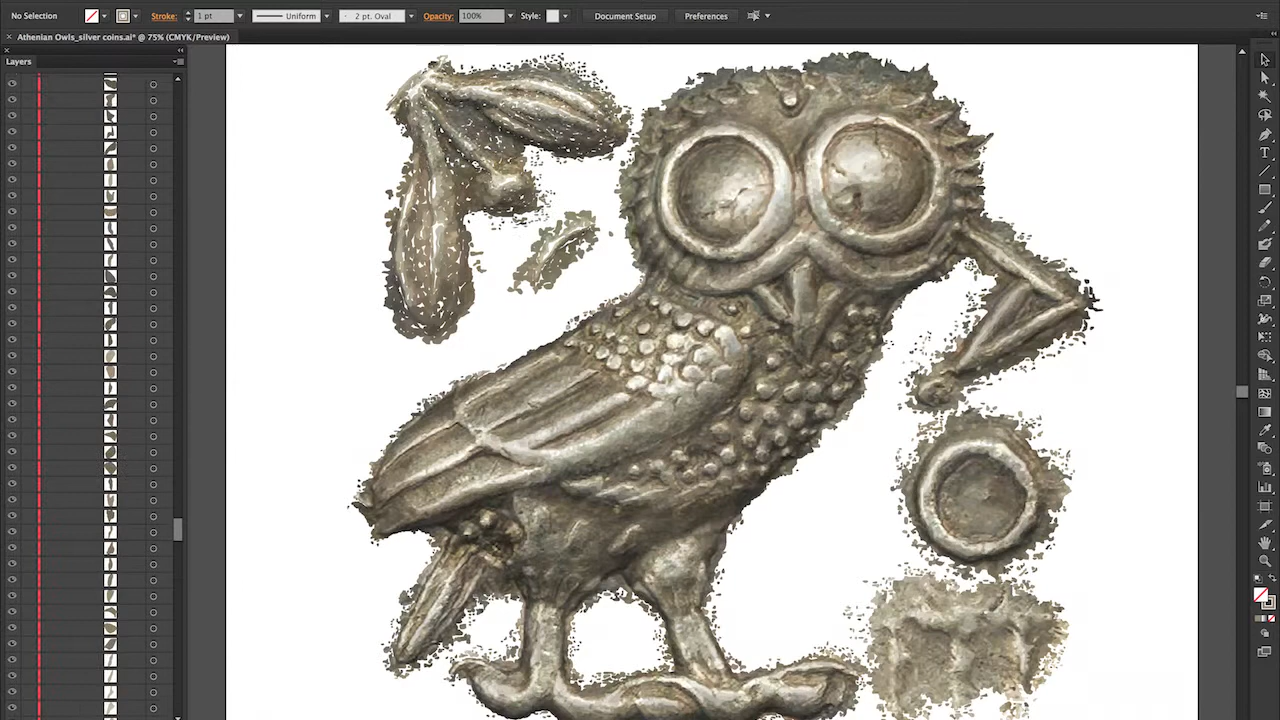 No Selection Stroke: 1 pt Uniform 2 pt. Oval Opacity: 100% Style: Document Setup Preferences
Athenian Owls_silver coins.ai* @ 75% (CMYK/Preview)
Layers